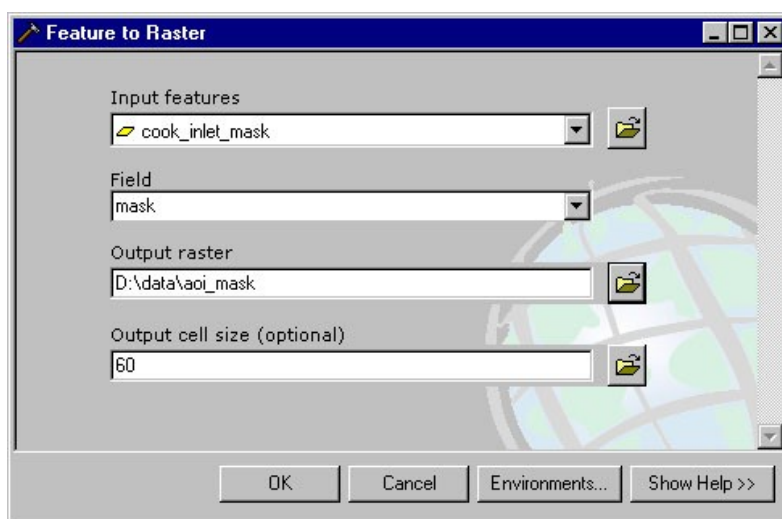 Feature to Raster
Input features
cook_inlet_mask
Field
mask
Output raster
D:\data\aoi_mask
Output cell size (optional)
60
OK Cancel Environments... Show Help >>